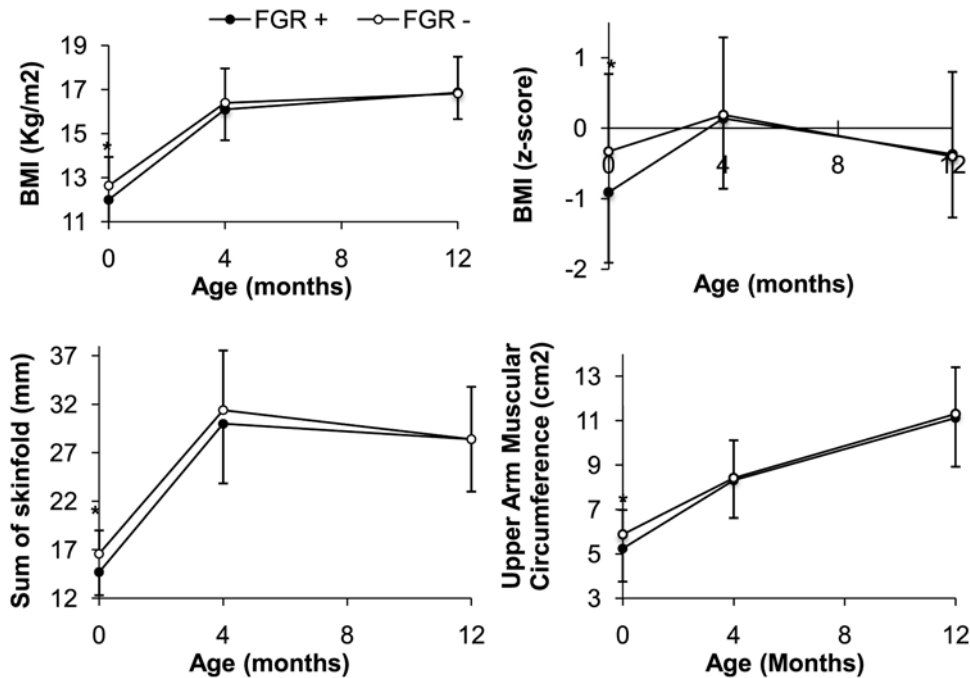 FGR + FGR -
BMI (Kg/m2)
19
17
15
13
11
*
0 4 8 12
Age (months)
BMI (z-score)
1
0
-1
-2
*
0 4 8 12
Age (months)
Sum of skinfold (mm)
37
32
27
22
17
12
*
0 4 8 12
Age (months)
Upper Arm Muscular
Circumference (cm2)
13
11
9
7
5
3
*
0 4 8 12
Age (Months)